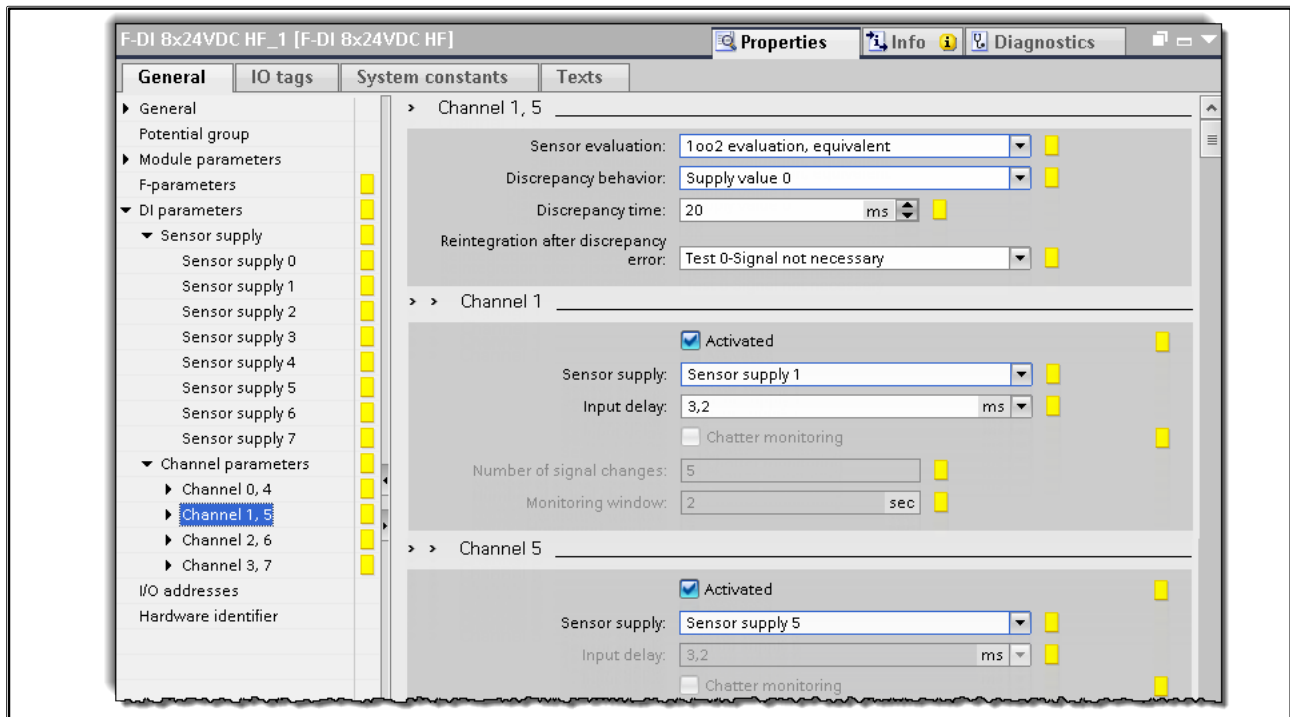 F-DI 8x24VDC HF_1 [F-DI 8x24VDC HF]
Properties
Info
Diagnostics
General
IO tags
System constants
Texts
General
Potential group
Module parameters
F-parameters
DI parameters
Sensor supply
Sensor supply 0
Sensor supply 1
Sensor supply 2
Sensor supply 3
Sensor supply 4
Sensor supply 5
Sensor supply 6
Sensor supply 7
Channel parameters
Channel 0, 4
Channel 1, 5
Channel 2, 6
Channel 3, 7
I/O addresses
Hardware identifier
Channel 1, 5
Sensor evaluation: 1oo2 evaluation, equivalent
Discrepancy behavior: Supply value 0
Discrepancy time: 20 ms
Reintegration after discrepancy
error: Test 0-Signal not necessary
Channel 1
Activated
Sensor supply: Sensor supply 1
Input delay: 3,2 ms
Chatter monitoring
Number of signal changes: 5
Monitoring window: 2 sec
Channel 5
Activated
Sensor supply: Sensor supply 5
Input delay: 3,2 ms
Chatter monitoring